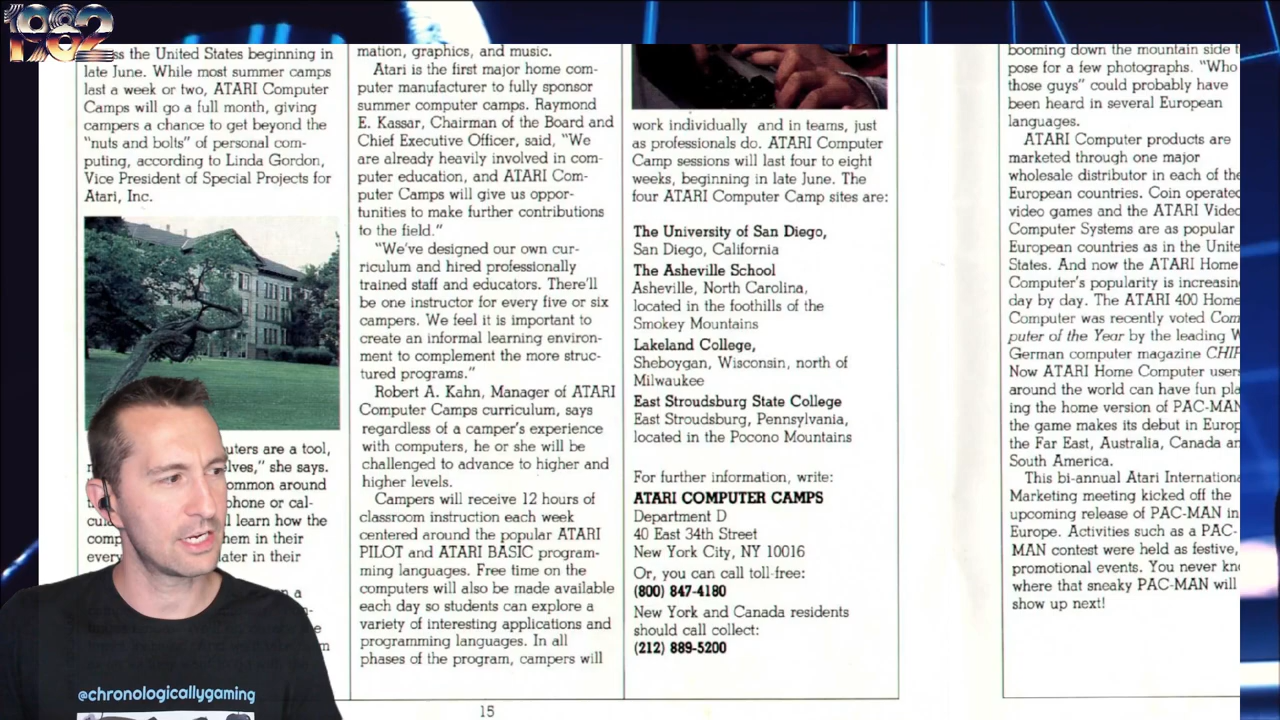 1982
ss the United States beginning in
late June. While most summer camps
last a week or two, ATARI Computer
Camps will go a full month, giving
campers a chance to get beyond the
"nuts and bolts" of personal com-
puting, according to Linda Gordon,
Vice President of Special Projects for
Atari, Inc.
uters are a tool,
elves," she says.
ommon around
phone or cal-
l learn how the
comp hem in their
every ater in their
mation, graphics, and music.
Atari is the first major home com-
puter manufacturer to fully sponsor
summer computer camps. Raymond
E. Kassar, Chairman of the Board and
Chief Executive Officer, said, "We
are already heavily involved in com-
puter education, and ATARI Com-
puter Camps will give us oppor-
tunities to make further contributions
to the field."
"We've designed our own cur-
riculum and hired professionally
trained staff and educators. There'll
be one instructor for every five or six
campers. We feel it is important to
create an informal learning environ-
ment to complement the more struc-
tured programs."
Robert A. Kahn, Manager of ATARI
Computer Camps curriculum, says
regardless of a camper's experience
with computers, he or she will be
challenged to advance to higher and
higher levels.
Campers will receive 12 hours of
classroom instruction each week
centered around the popular ATARI
PILOT and ATARI BASIC program-
ming languages. Free time on the
computers will also be made available
each day so students can explore a
variety of interesting applications and
programming languages. In all
phases of the program, campers will
work individually and in teams, just
as professionals do. ATARI Computer
Camp sessions will last four to eight
weeks, beginning in late June. The
four ATARI Computer Camp sites are:
The University of San Diego,
San Diego, California
The Asheville School
Asheville, North Carolina,
located in the foothills of the
Smokey Mountains
Lakeland College,
Sheboygan, Wisconsin, north of
Milwaukee
East Stroudsburg State College
East Stroudsburg, Pennsylvania,
located in the Pocono Mountains
For further information, write:
ATARI COMPUTER CAMPS
Department D
40 East 34th Street
New York City, NY 10016
Or, you can call toll-free:
(800) 847-4180
New York and Canada residents
should call collect:
(212) 889-5200
booming down the mountain side t
pose for a few photographs. "Who
those guys" could probably have
been heard in several European
languages.
ATARI Computer products are
marketed through one major
wholesale distributor in each of the
European countries. Coin operate
video games and the ATARI Video
Computer Systems are as popular
European countries as in the Unite
States. And now the ATARI Home
Computer's popularity is increasin
day by day. The ATARI 400 Home
Computer was recently voted Com
puter of the Year by the leading W
German computer magazine CHIP
Now ATARI Home Computer users
around the world can have fun pla
ing the home version of PAC-MAN
the game makes its debut in Europ
the Far East, Australia, Canada an
South America.
This bi-annual Atari Internationa
Marketing meeting kicked off the
upcoming release of PAC-MAN in
Europe. Activities such as a PAC-
MAN contest were held as festive,
promotional events. You never kno
where that sneaky PAC-MAN will
show up next!
15
@chronologicallygaming